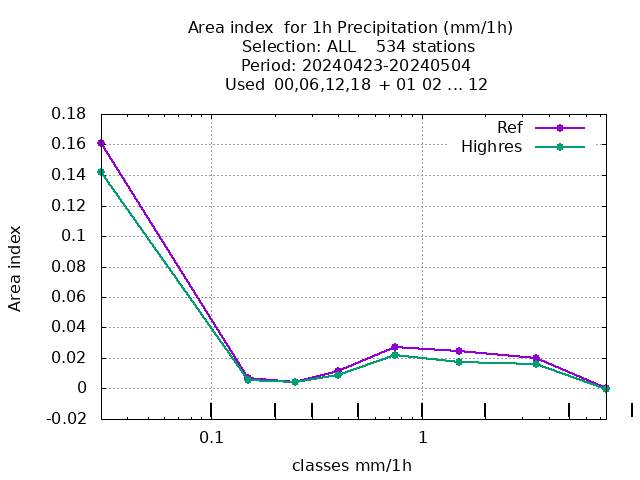 Area index  for 1h Precipitation (mm/1h)
Selection: ALL    534 stations
Period: 20240423-20240504
Used  00,06,12,18  + 01 02 ... 12
0.18
0.16
0.14
0.12
0.1
0.08
0.06
0.04
0.02
0
-0.02
Area index
Ref
Highres
0.1
1
classes mm/1h